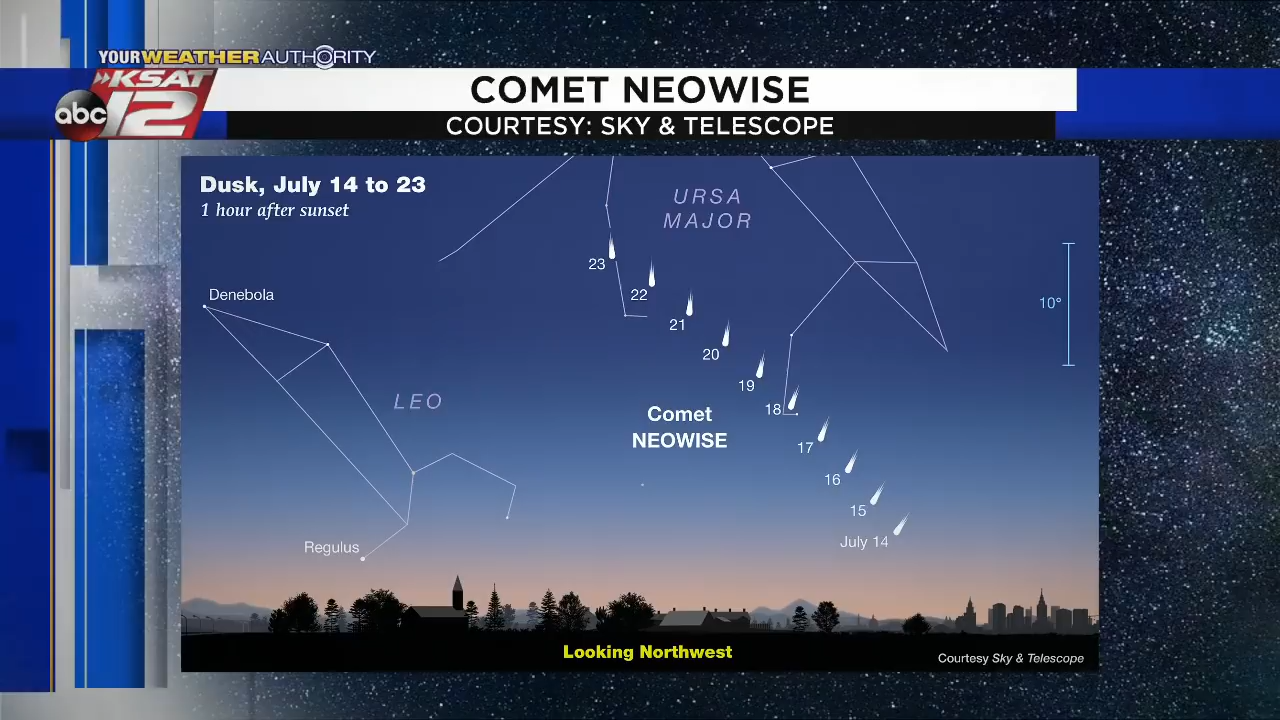 YOUR WEATHER AUTHORITY
KSAT
abc 12
COMET NEOWISE
COURTESY: SKY & TELESCOPE
Dusk, July 14 to 23
1 hour after sunset
URSA
MAJOR
23
22
21
20
19
18
17
16
15
July 14
10°
Denebola
LEO
Comet
NEOWISE
Regulus
Looking Northwest
Courtesy Sky & Telescope